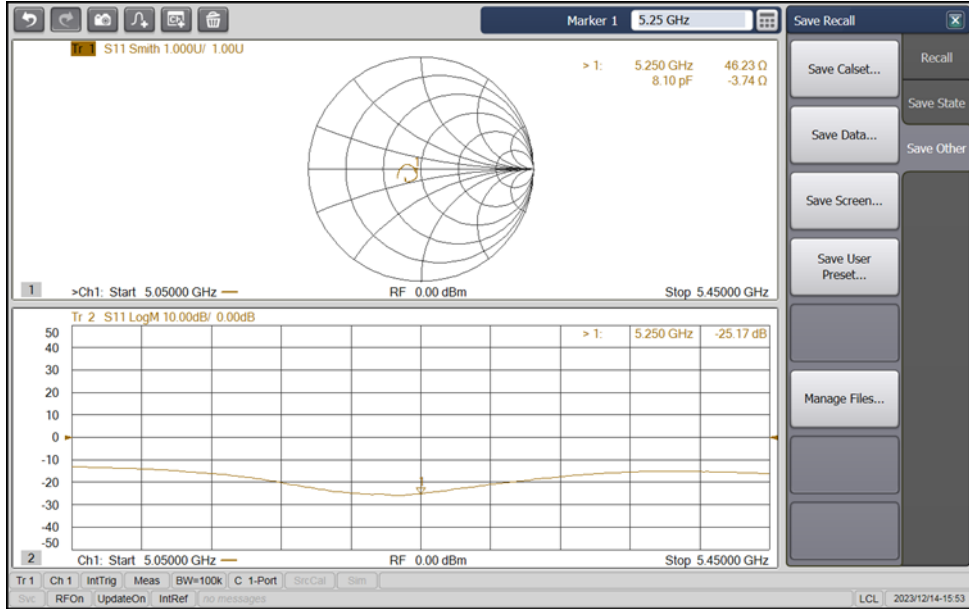 Marker 1 5.25 GHz
Save Recall
Tr 1 S11 Smith 1.000U/ 1.00U
> 1: 5.250 GHz 46.23 Ω
8.10 pF -3.74 Ω
1
1
>Ch1: Start 5.05000 GHz
RF 0.00 dBm
Stop 5.45000 GHz
Tr 2 S11 LogM 10.00dB/ 0.00dB
> 1: 5.250 GHz -25.17 dB
50
40
30
20
10
0
-10
-20
-30
-40
-50
1
2
Ch1: Start 5.05000 GHz
RF 0.00 dBm
Stop 5.45000 GHz
Save Calset...
Save Data...
Save Screen...
Save User
Preset...
Manage Files...
Recall
Save State
Save Other
Tr 1 Ch 1 IntTrig Meas BW=100k C 1-Port SrcCal Sim
Svc RFOn UpdateOn IntRef no messages LCL 2023/12/14-15:53